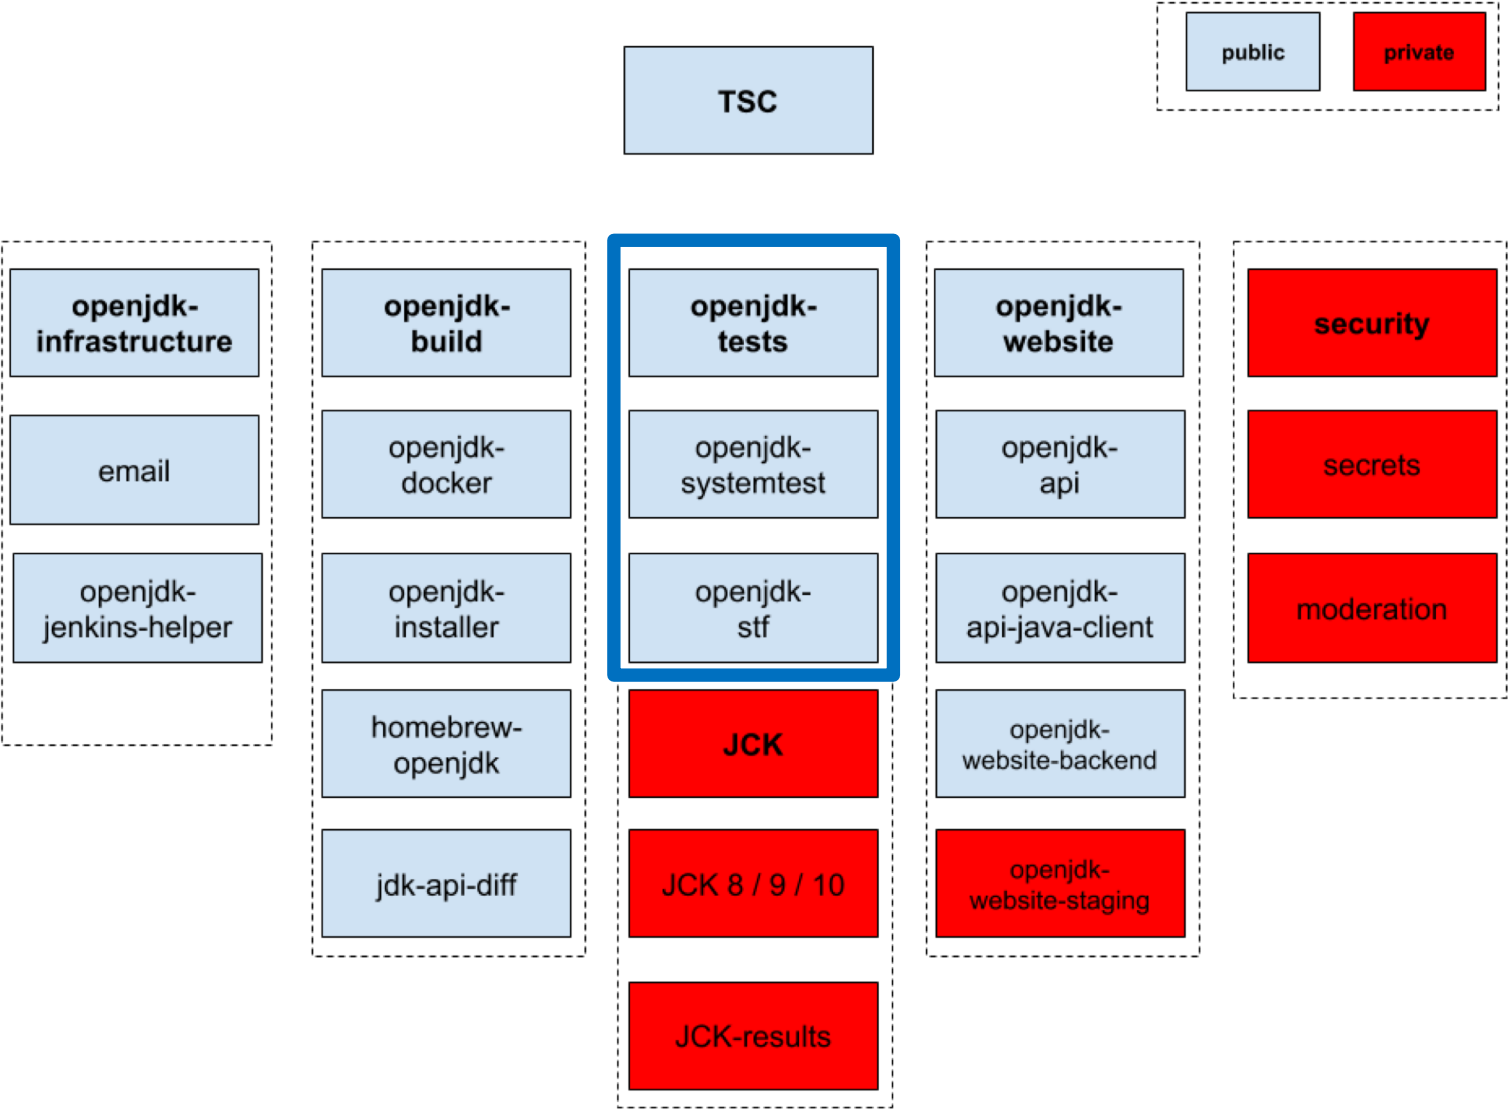 public
private
TSC
openjdk-
infrastructure
email
openjdk-
jenkins-helper
openjdk-
build
openjdk-
docker
openjdk-
installer
homebrew-
openjdk
jdk-api-diff
openjdk-
tests
openjdk-
systemtest
openjdk-
stf
JCK
JCK 8 / 9 / 10
JCK-results
openjdk-
website
openjdk-
api
openjdk-
api-java-client
openjdk-
website-backend
openjdk-
website-staging
security
secrets
moderation